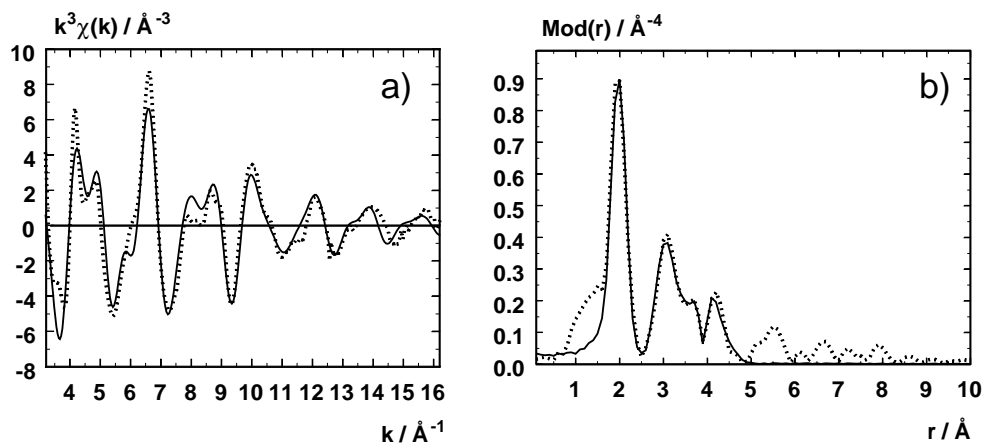 k³χ(k) / Å⁻³
a)
10
8
6
4
2
0
-2
-4
-6
-8
4 5 6 7 8 9 10 11 12 13 14 15 16
k / Å⁻¹
Mod(r) / Å⁻⁴
b)
0.9
0.8
0.7
0.6
0.5
0.4
0.3
0.2
0.1
0.0
1 2 3 4 5 6 7 8 9 10
r / Å